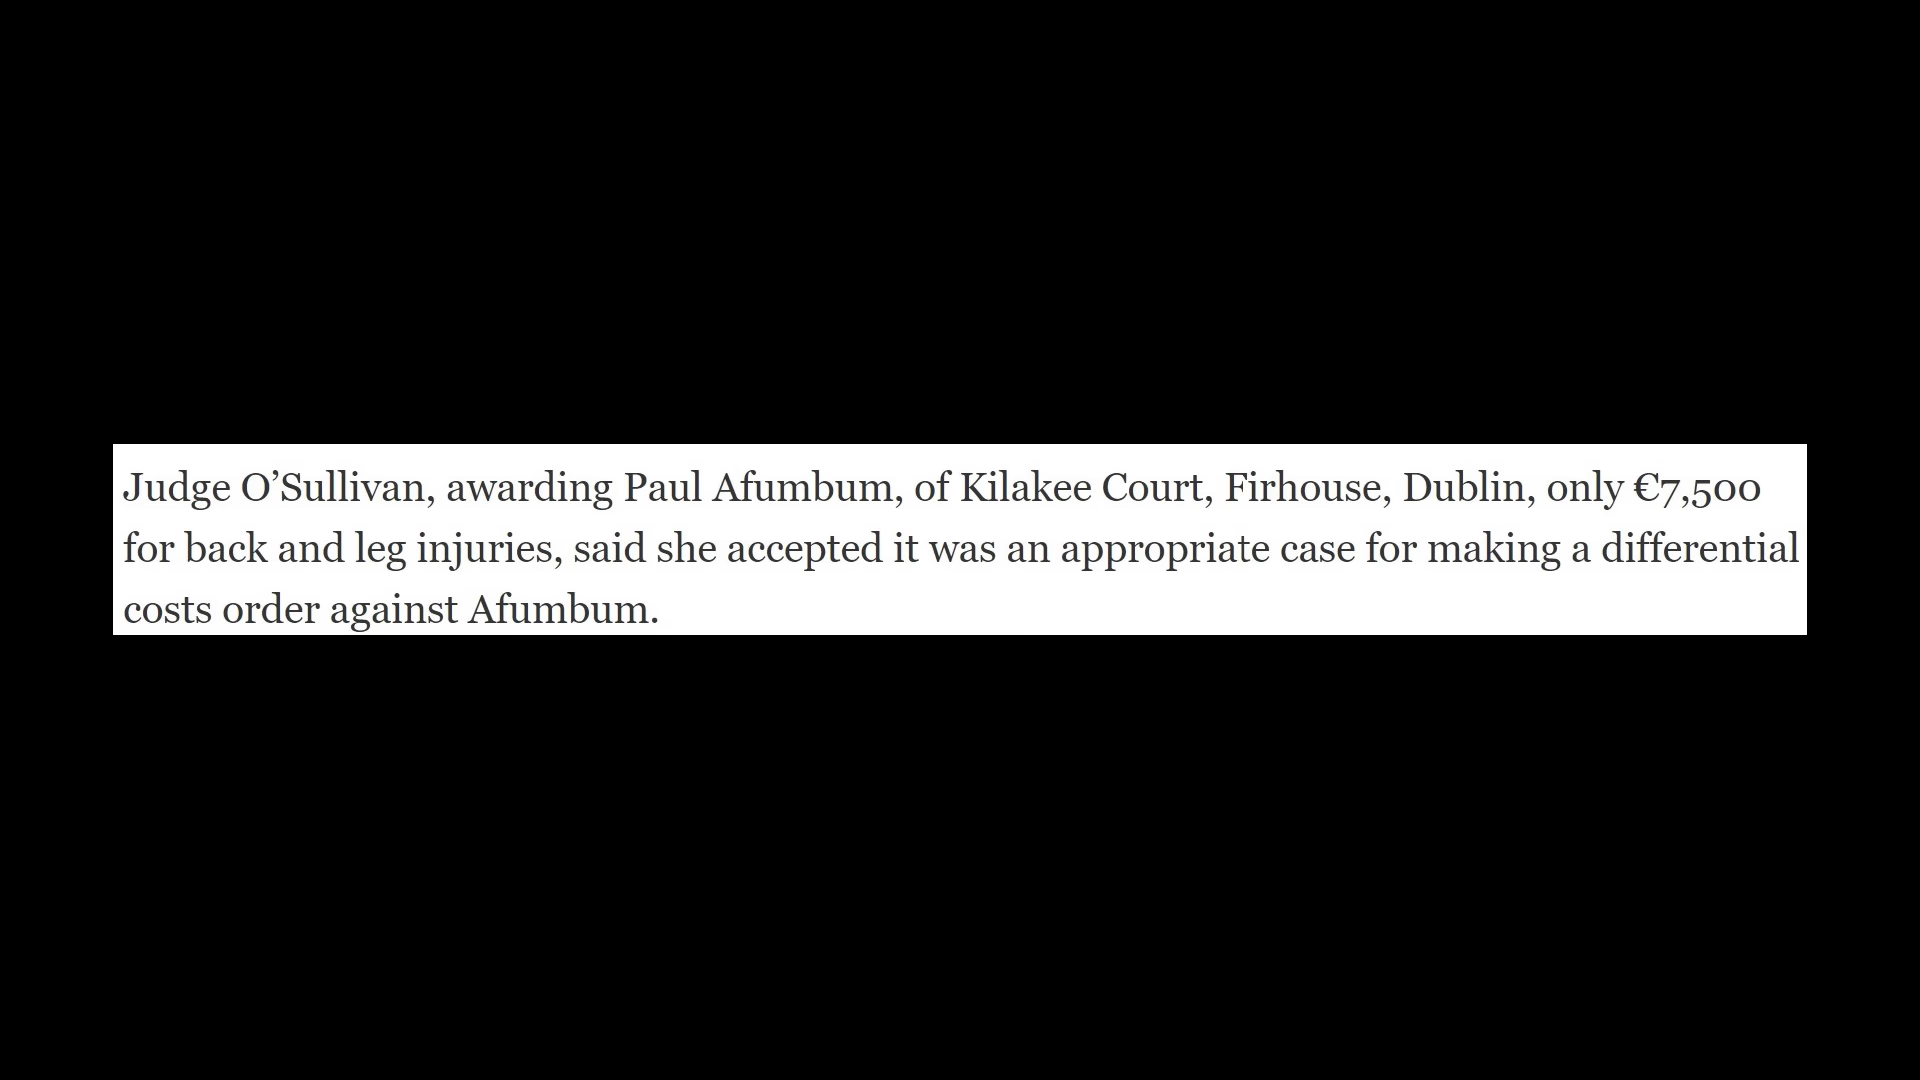 Judge O’Sullivan, awarding Paul Afumbum, of Kilakee Court, Firhouse, Dublin, only €7,500
for back and leg injuries, said she accepted it was an appropriate case for making a differential
costs order against Afumbum.